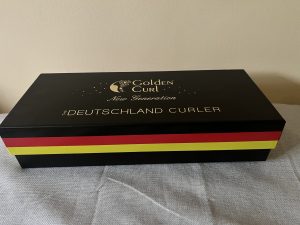 Golden
Curl
New Generation
THE DEUTSCHLAND CURLER